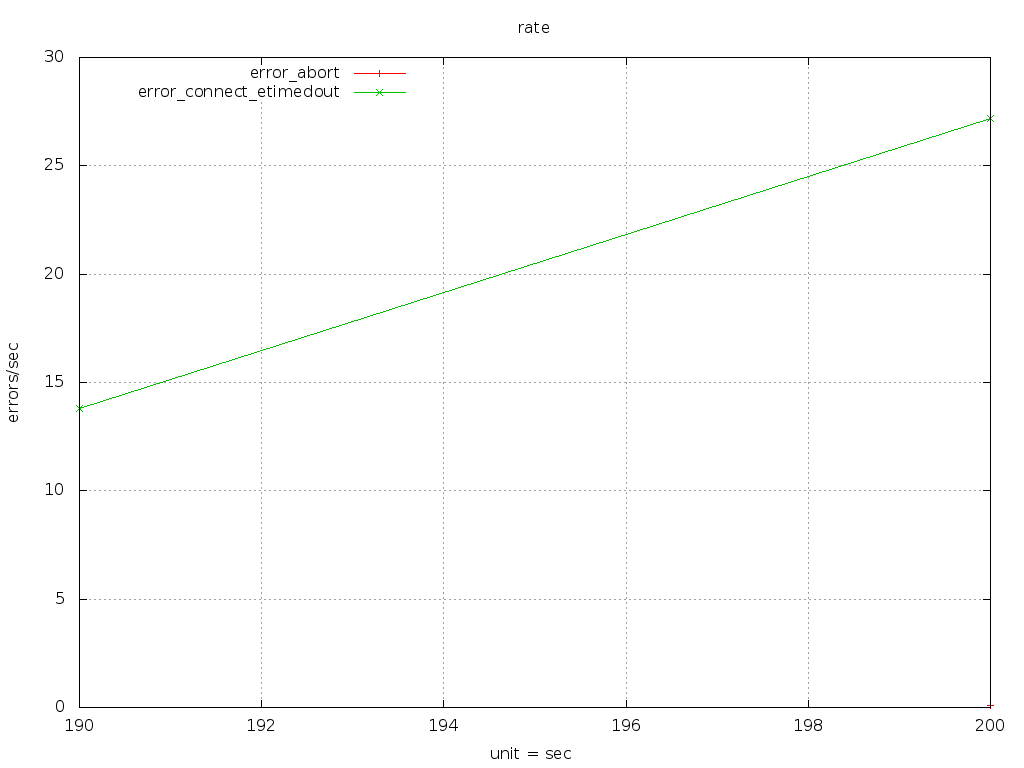 rate
error_abort
error_connect_etimedout
errors/sec
30
25
20
15
10
5
0
190 192 194 196 198 200
unit = sec